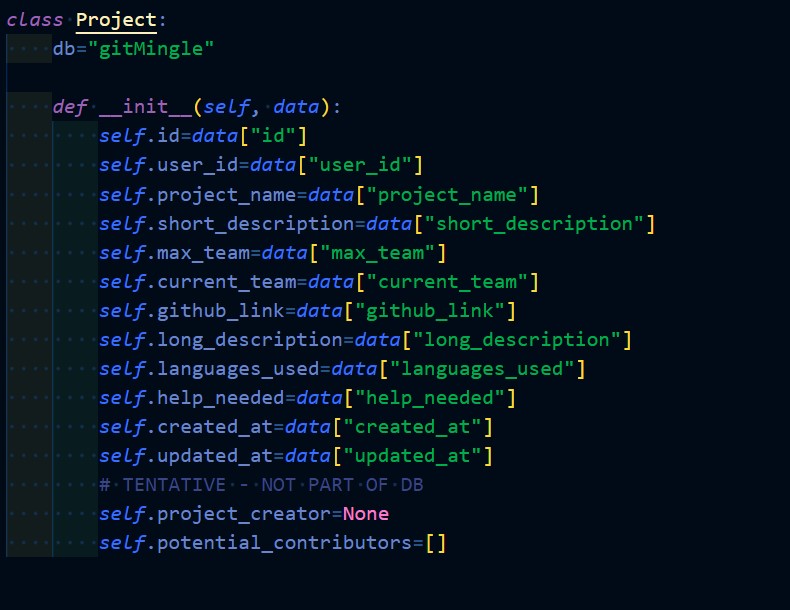 class Project:
    db="gitMingle"

    def __init__(self, data):
        self.id=data["id"]
        self.user_id=data["user_id"]
        self.project_name=data["project_name"]
        self.short_description=data["short_description"]
        self.max_team=data["max_team"]
        self.current_team=data["current_team"]
        self.github_link=data["github_link"]
        self.long_description=data["long_description"]
        self.languages_used=data["languages_used"]
        self.help_needed=data["help_needed"]
        self.created_at=data["created_at"]
        self.updated_at=data["updated_at"]
        # TENTATIVE - NOT PART OF DB
        self.project_creator=None
        self.potential_contributors=[]